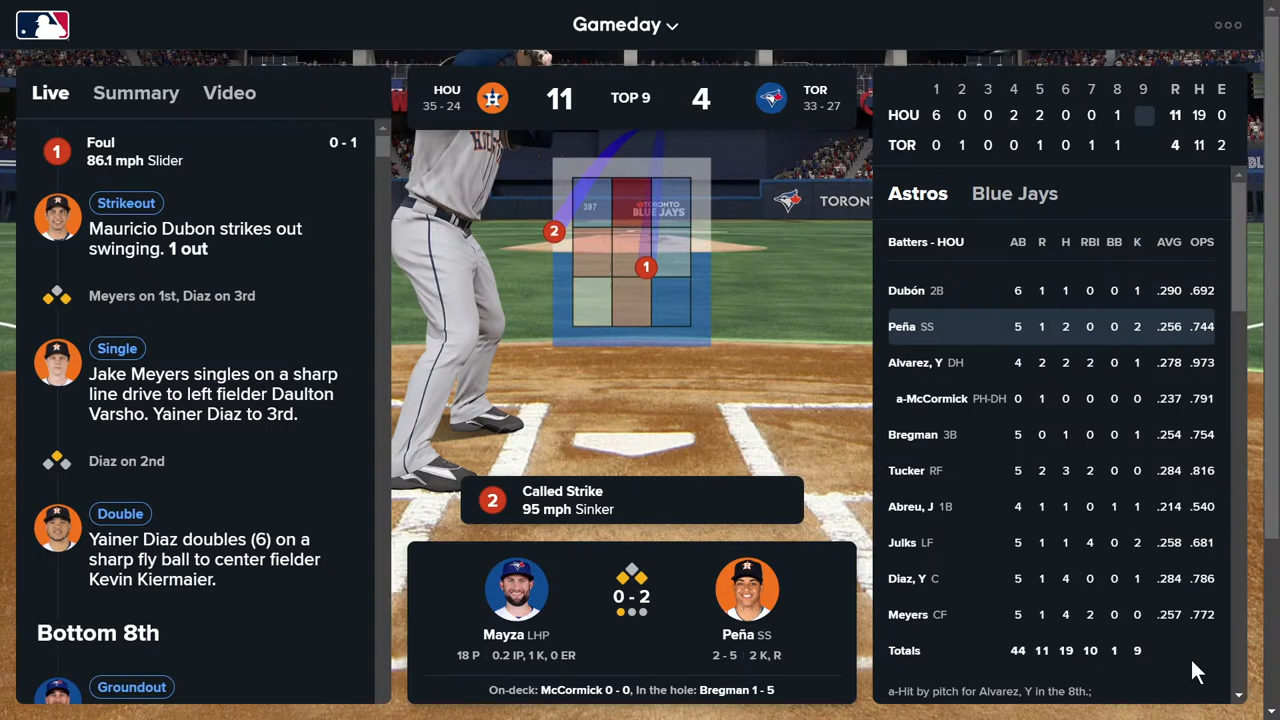 Gameday
Live Summary Video
1 Foul 0 - 1
86.1 mph Slider
Strikeout
Mauricio Dubon strikes out
swinging. 1 out
Meyers on 1st, Diaz on 3rd
Single
Jake Meyers singles on a sharp
line drive to left fielder Daulton
Varsho. Yainer Diaz to 3rd.
Diaz on 2nd
Double
Yainer Diaz doubles (6) on a
sharp fly ball to center fielder
Kevin Kiermaier.
Bottom 8th
Groundout
HOU 11 TOP 9 4 TOR
35 - 24 33 - 27
397 TORONTO
BLUE JAYS
TORON
2
1
2 Called Strike
95 mph Sinker
0 - 2
Mayza LHP Peña SS
18 P 0.2 IP, 1 K, 0 ER 2 - 5 2 K, R
On-deck: McCormick 0 - 0, In the hole: Bregman 1 - 5
1 2 3 4 5 6 7 8 9 R H E
HOU 6 0 0 2 2 0 0 1 11 19 0
TOR 0 1 0 0 1 0 1 1 4 11 2
Astros Blue Jays
Batters - HOU AB R H RBI BB K AVG OPS
Dubón 2B 6 1 1 0 0 1 .290 .692
Peña SS 5 1 2 0 0 2 .256 .744
Alvarez, Y DH 4 2 2 2 0 1 .278 .973
a-McCormick PH-DH 0 1 0 0 0 0 .237 .791
Bregman 3B 5 0 1 0 0 1 .254 .754
Tucker RF 5 2 3 2 0 0 .284 .816
Abreu, J 1B 4 1 1 0 1 1 .214 .540
Julks LF 5 1 1 4 0 2 .258 .681
Diaz, Y C 5 1 4 0 0 1 .284 .786
Meyers CF 5 1 4 2 0 0 .257 .772
Totals 44 11 19 10 1 9
a-Hit by pitch for Alvarez, Y in the 8th.;